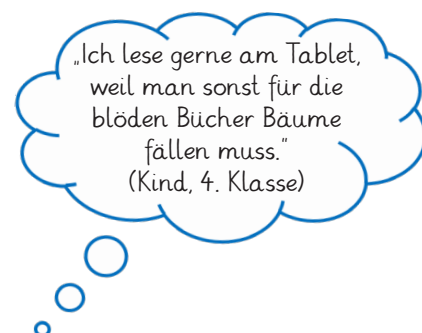 „Ich lese gerne am Tablet,
weil man sonst für die
blöden Bücher Bäume
fällen muss."
(Kind, 4. Klasse)